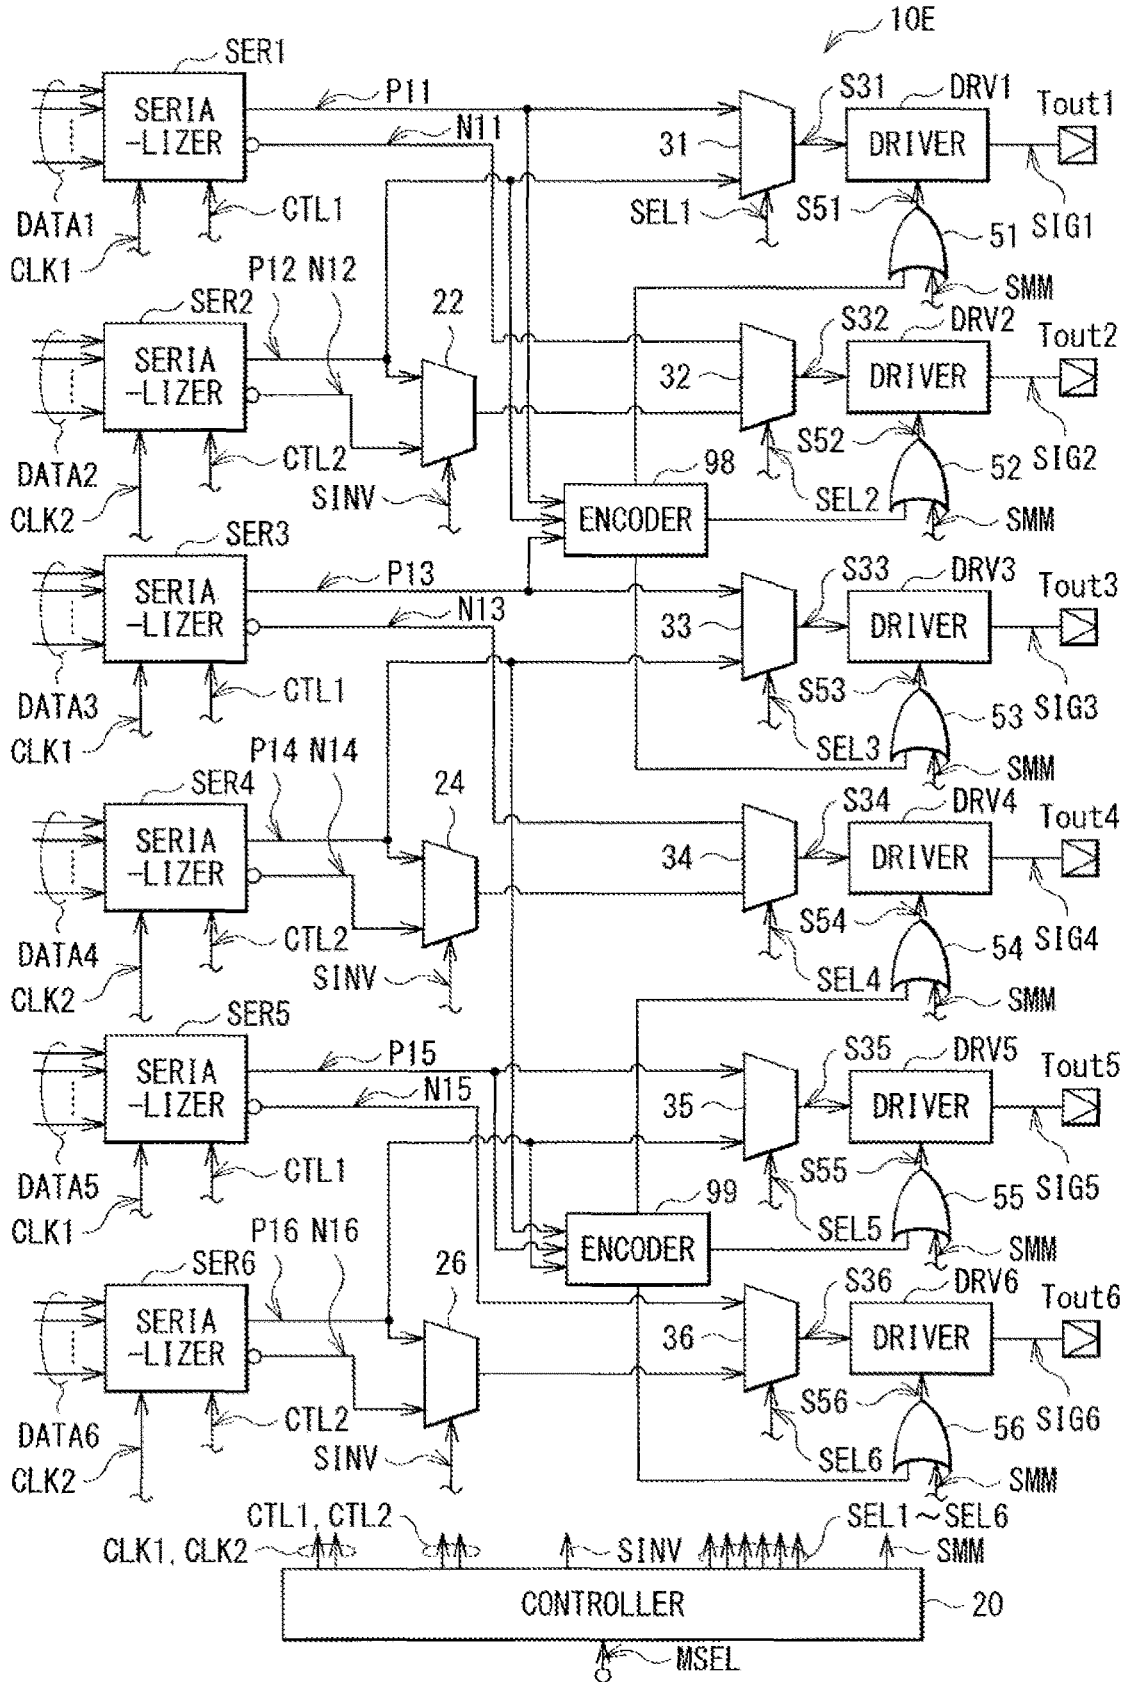 10E
SER1
SERIA
-LIZER
P11
N11
31
S31
DRV1
DRIVER
Tout1
DATA1
CLK1
CTL1
SEL1
S51
51
SIG1
SMM
SER2
SERIA
-LIZER
P12 N12
22
32
S32
DRV2
DRIVER
Tout2
DATA2
CLK2
CTL2
SINV
98
ENCODER
SEL2
S52
52
SIG2
SMM
SER3
SERIA
-LIZER
P13
N13
33
S33
DRV3
DRIVER
Tout3
DATA3
CLK1
CTL1
SEL3
S53
53
SIG3
SMM
SER4
SERIA
-LIZER
P14 N14
24
34
S34
DRV4
DRIVER
Tout4
DATA4
CLK2
CTL2
SINV
SEL4
S54
54
SIG4
SMM
SER5
SERIA
-LIZER
P15
N15
35
S35
DRV5
DRIVER
Tout5
DATA5
CLK1
CTL1
99
ENCODER
SEL5
S55
55
SIG5
SMM
SER6
SERIA
-LIZER
P16 N16
26
36
S36
DRV6
DRIVER
Tout6
DATA6
CLK2
CTL2
SINV
SEL6
S56
56
SIG6
SMM
CTL1, CTL2
CLK1, CLK2
SINV
SEL1～SEL6
SMM
CONTROLLER
20
MSEL